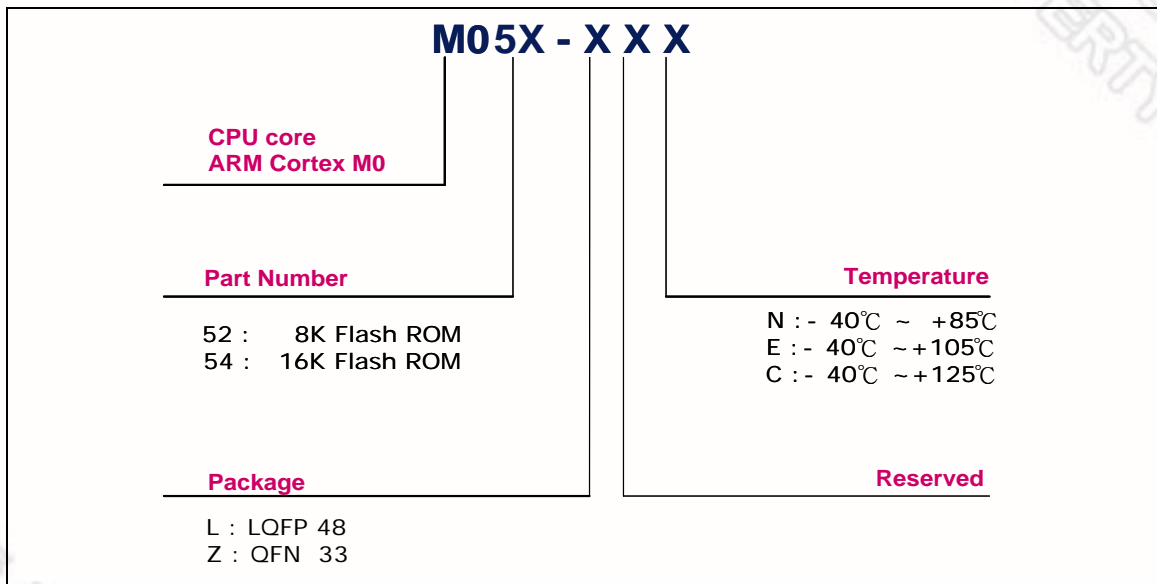 M05X - X X X
CPU core
ARM Cortex M0
Part Number
52 : 8K Flash ROM
54 : 16K Flash ROM
Temperature
N : - 40℃ ~ +85℃
E : - 40℃ ~ +105℃
C : - 40℃ ~ +125℃
Package
L : LQFP 48
Z : QFN 33
Reserved